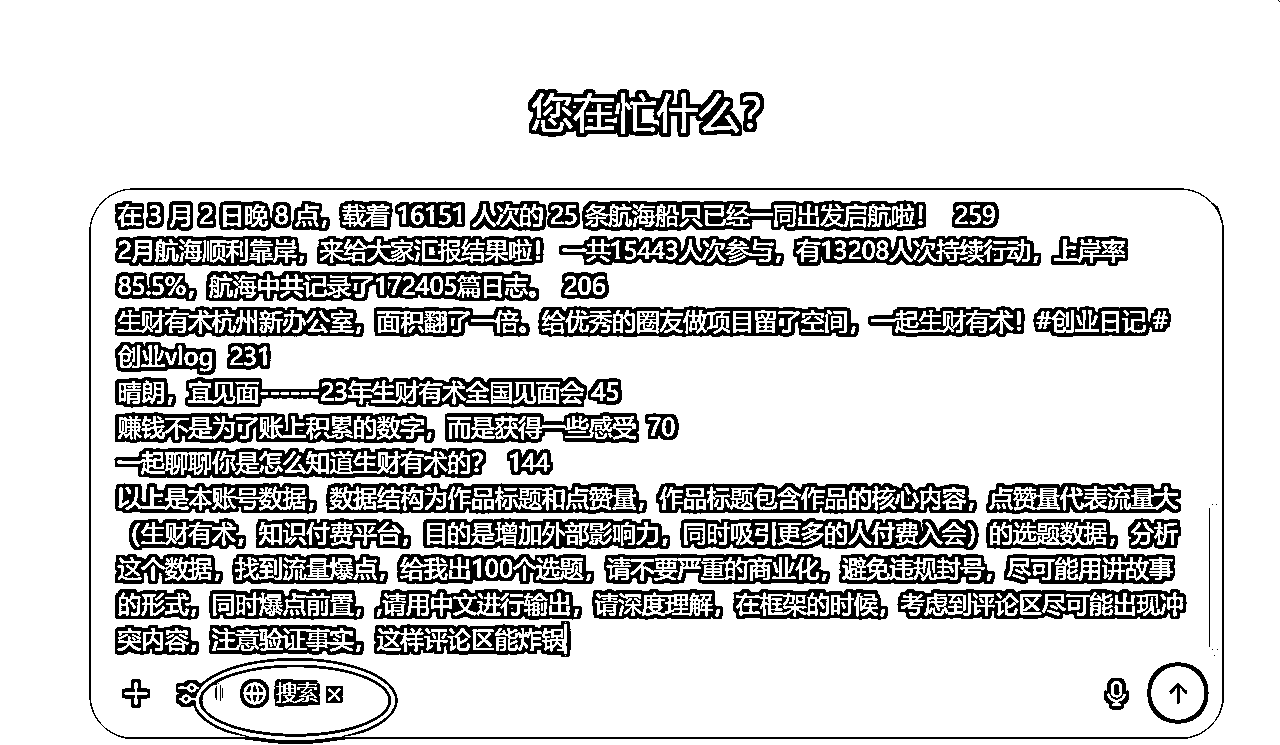 您在忙什么？
在 3 月 2 日晚 8 点，载着 16151 人次的 25 条航海船只已经一同出发启航啦！ 259
2月航海顺利靠岸，来给大家汇报结果啦！ 一共15443人次参与，有13208人次持续行动，上岸率
85.5%，航海中共记录了172405篇日志。 206
生财有术杭州新办公室，面积翻了一倍。给优秀的圈友做项目留了空间，一起生财有术！#创业日记 #
创业vlog 231
晴朗，宜见面------23年生财有术全国见面会 45
赚钱不是为了账上积累的数字，而是获得一些感受 70
一起聊聊你是怎么知道生财有术的？ 144
以上是本账号数据，数据结构为作品标题和点赞量，作品标题包含作品的核心内容，点赞量代表流量大
（生财有术，知识付费平台，目的是增加外部影响力，同时吸引更多的人付费入会）的选题数据，分析
这个数据，找到流量爆点，给我出100个选题，请不要严重的商业化，避免违规封号，尽可能用讲故事
的形式，同时爆点前置，,请用中文进行输出，请深度理解，在框架的时候，考虑到评论区尽可能出现冲
突内容，注意验证事实，这样评论区能炸锅
搜索